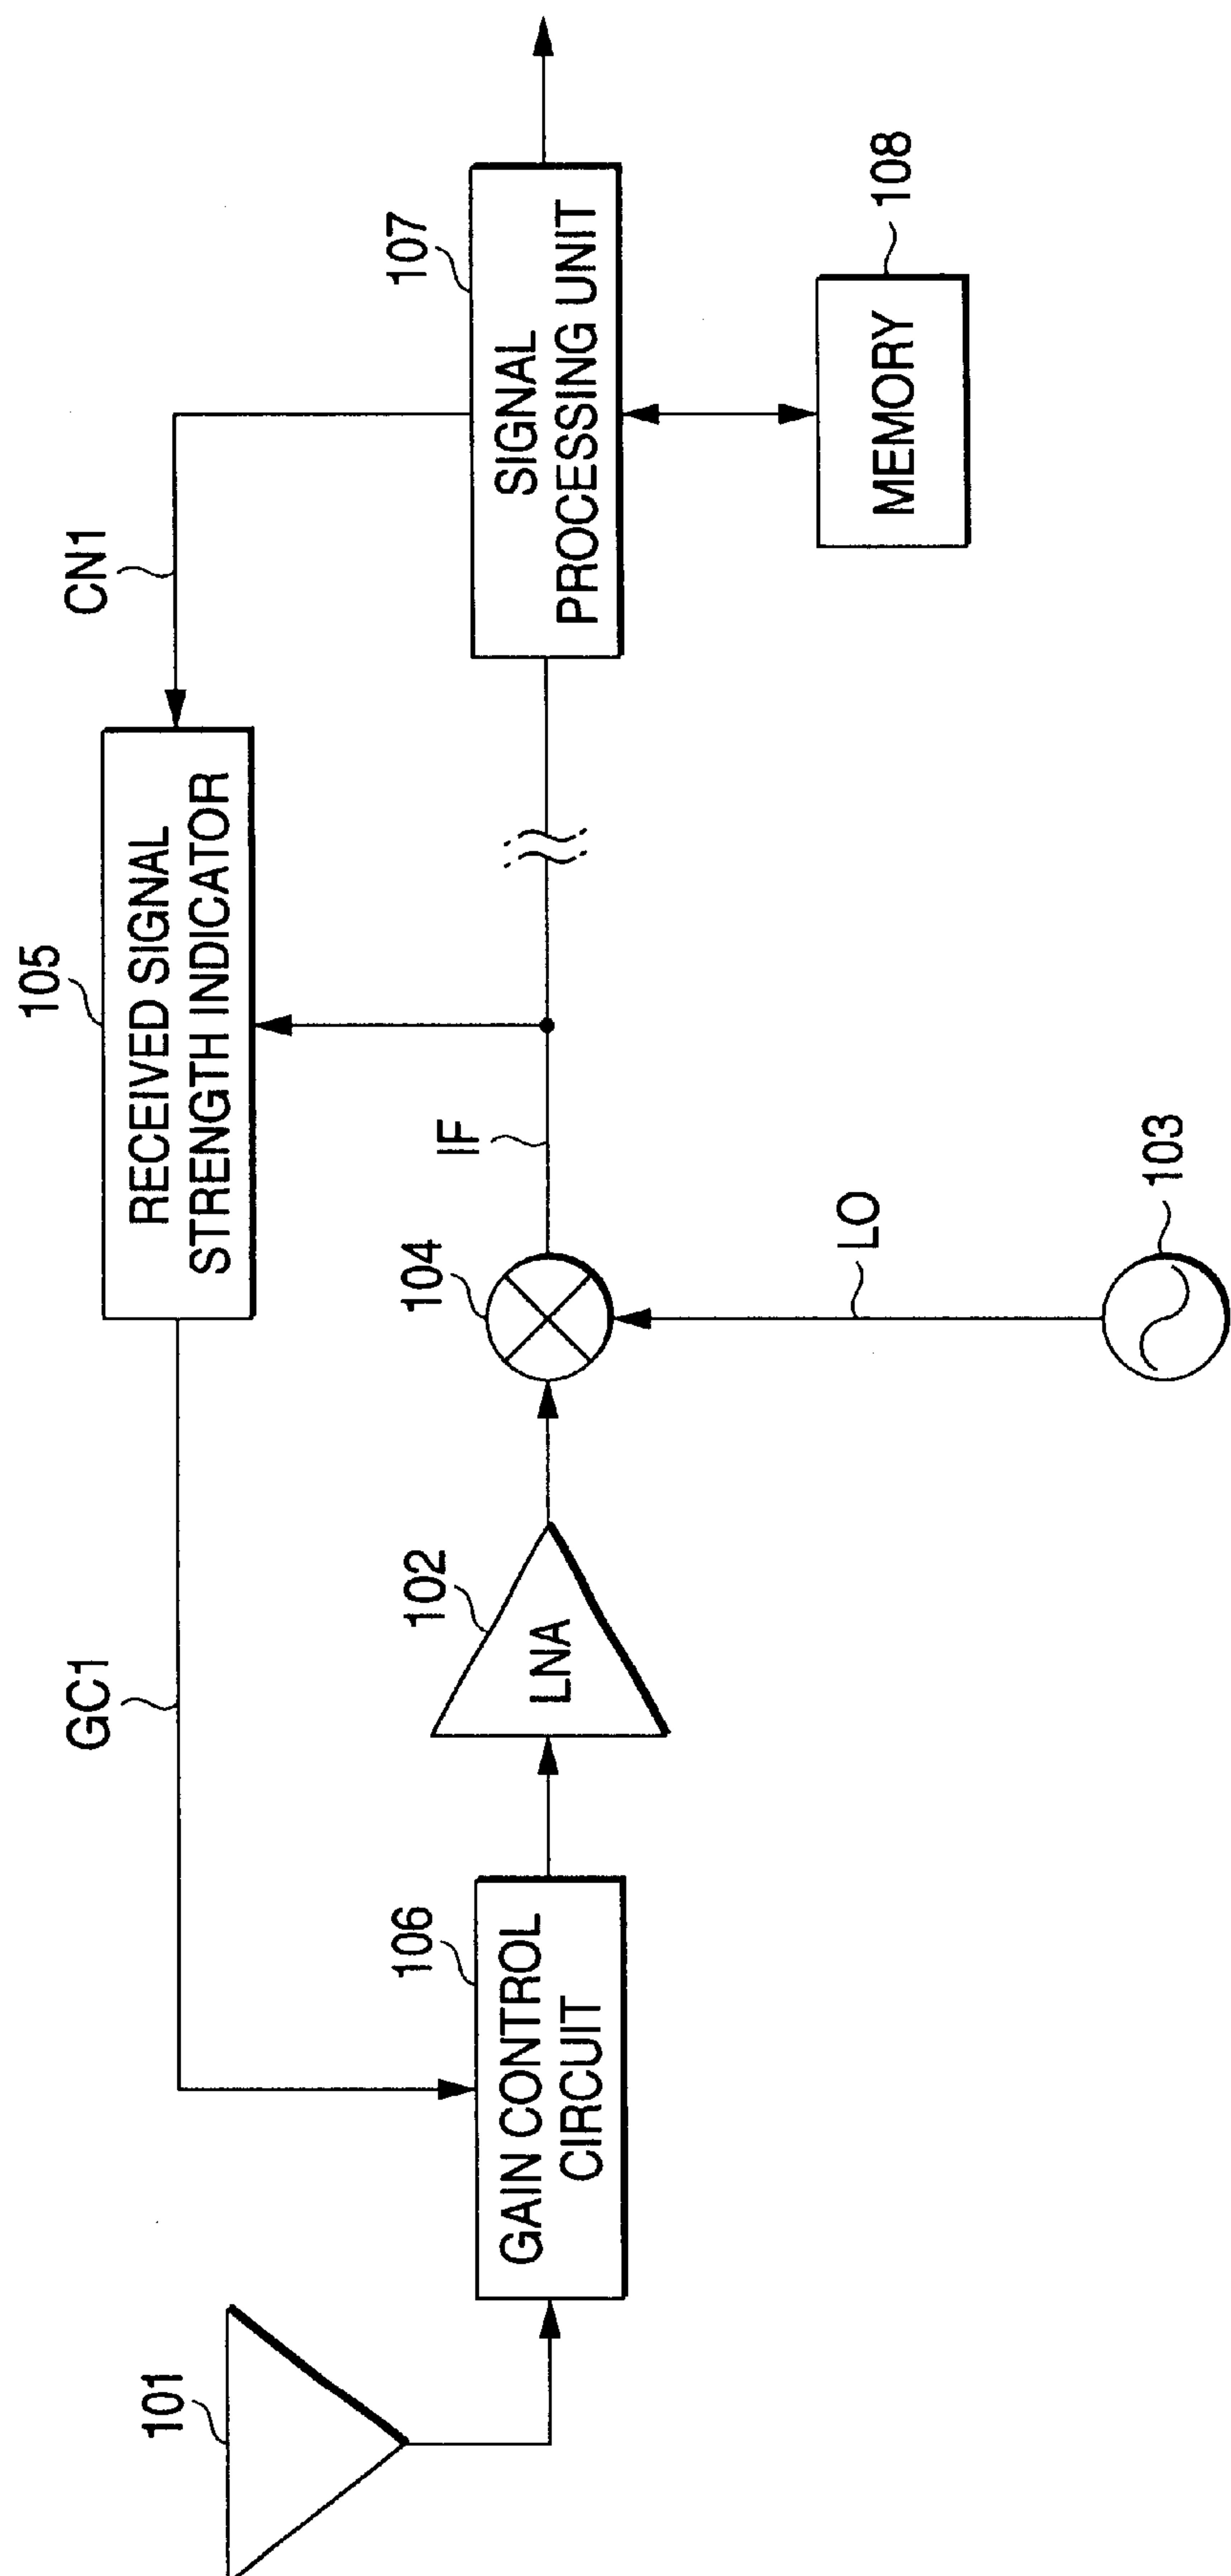 105
RECEIVED SIGNAL
STRENGTH INDICATOR
GC1
CN1
101
106
GAIN CONTROL
CIRCUIT
102
LNA
104
IF
107
SIGNAL
PROCESSING UNIT
LO
103
108
MEMORY